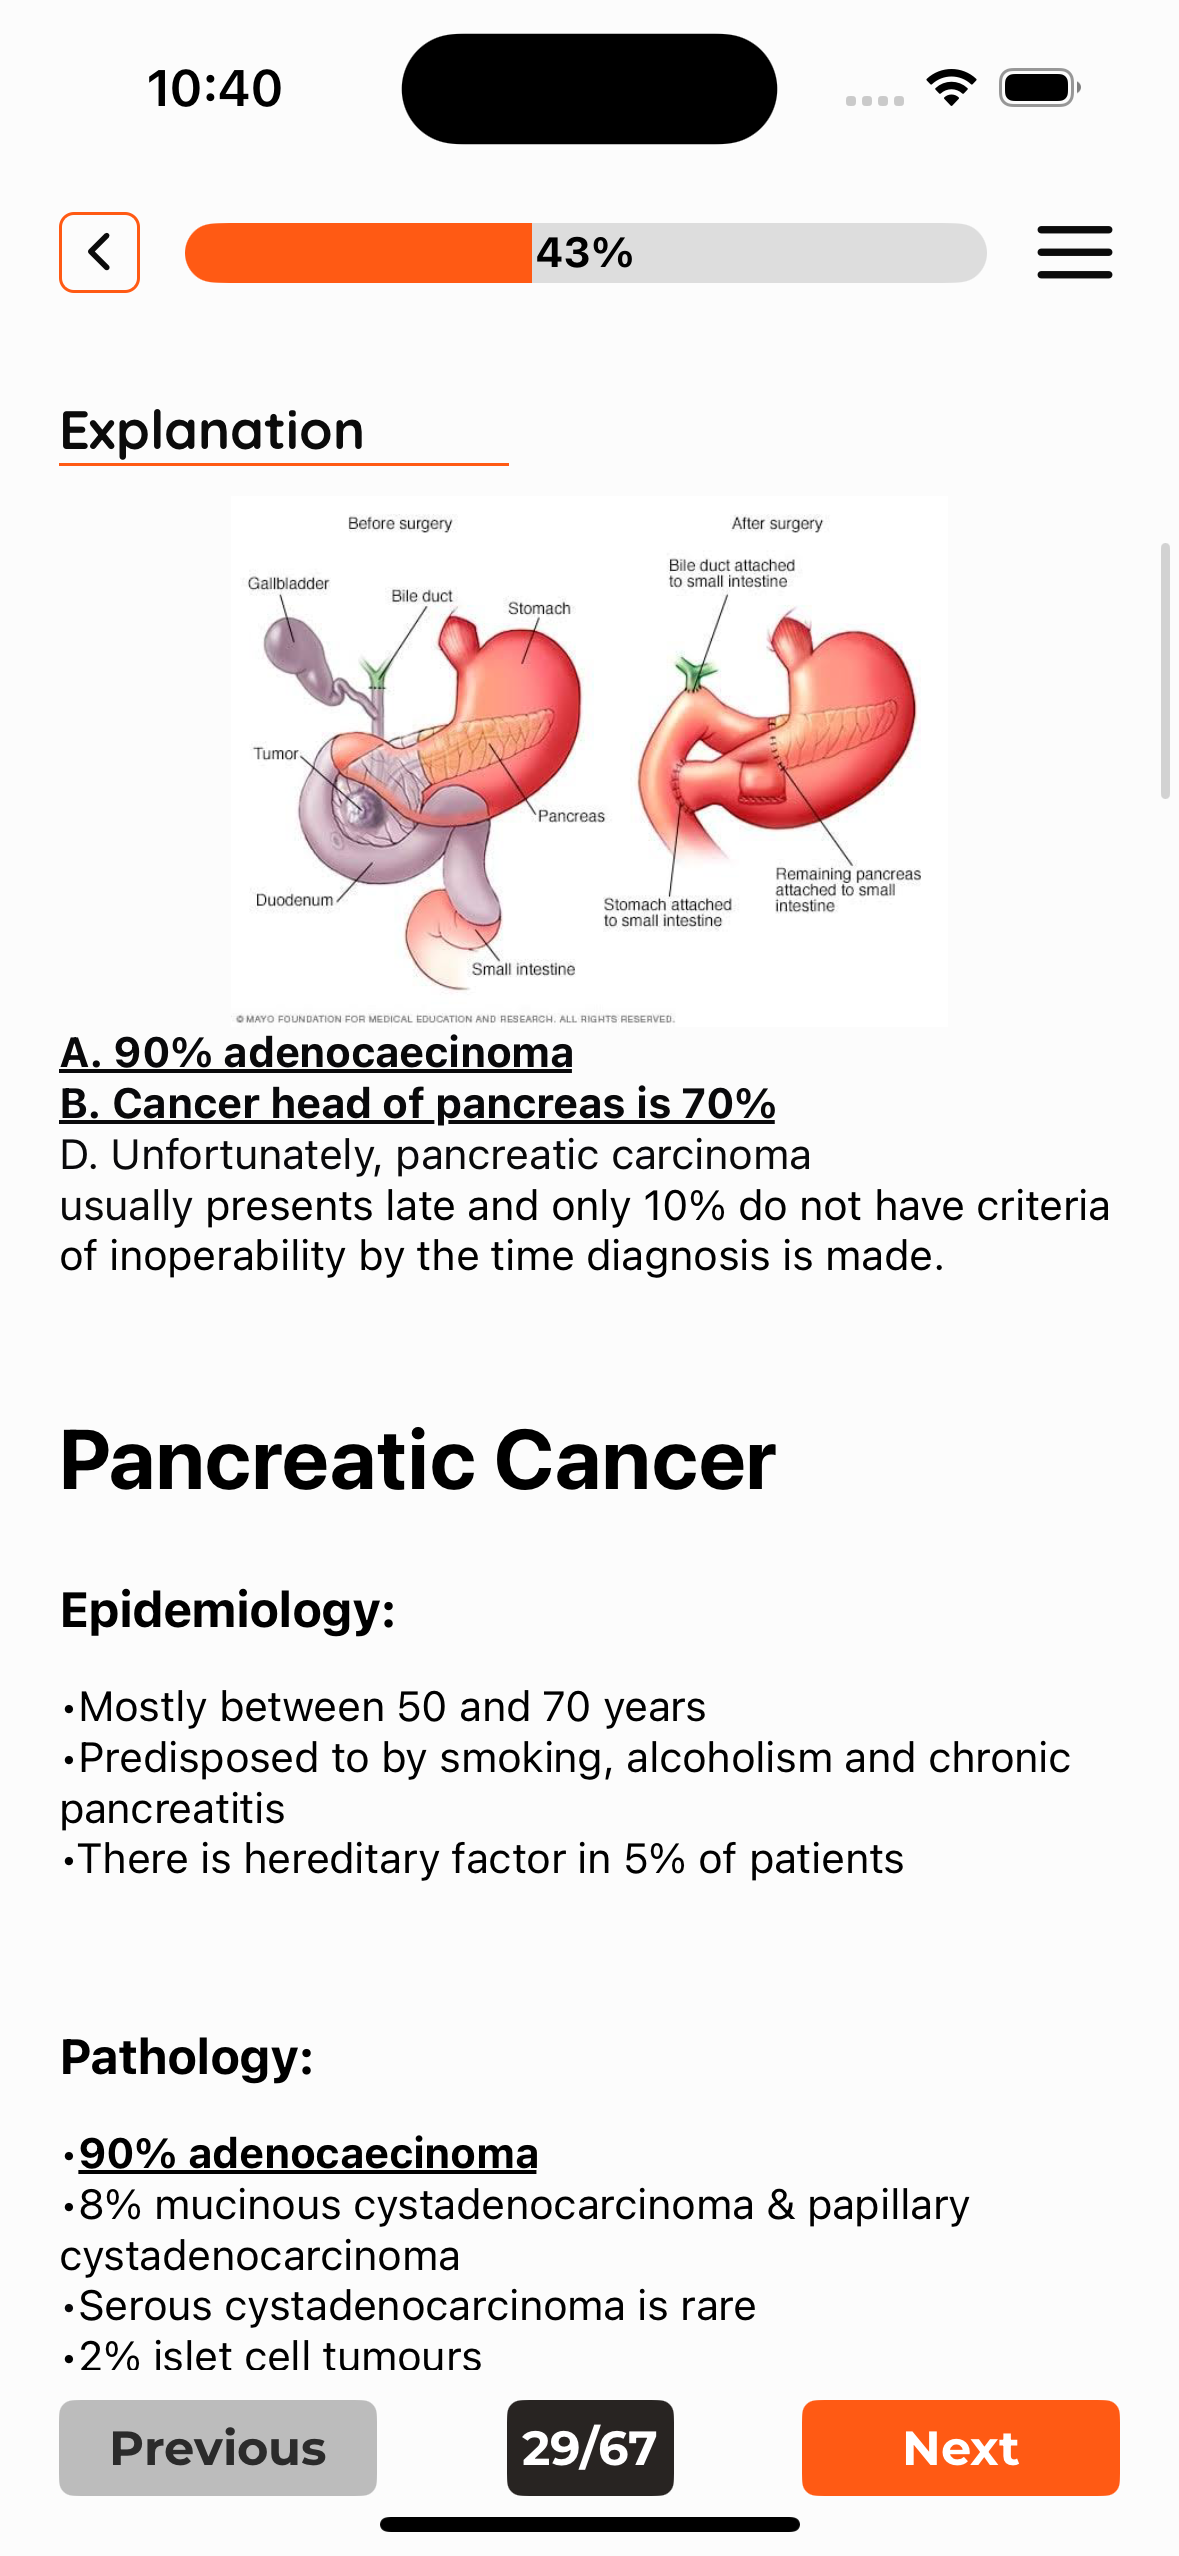 10:40
43%
Explanation
Before surgery
After surgery
Gallbladder
Bile duct
Stomach
Bile duct attached
to small intestine
Tumor
Pancreas
Duodenum
Small intestine
Stomach attached
to small intestine
Remaining pancreas
attached to small
intestine
© MAYO FOUNDATION FOR MEDICAL EDUCATION AND RESEARCH. ALL RIGHTS RESERVED.
A. 90% adenocaecinoma
B. Cancer head of pancreas is 70%
D. Unfortunately, pancreatic carcinoma
usually presents late and only 10% do not have criteria
of inoperability by the time diagnosis is made.
Pancreatic Cancer
Epidemiology:
•Mostly between 50 and 70 years
•Predisposed to by smoking, alcoholism and chronic
pancreatitis
•There is hereditary factor in 5% of patients
Pathology:
•90% adenocaecinoma
•8% mucinous cystadenocarcinoma & papillary
cystadenocarcinoma
•Serous cystadenocarcinoma is rare
•2% islet cell tumours
Previous
29/67
Next